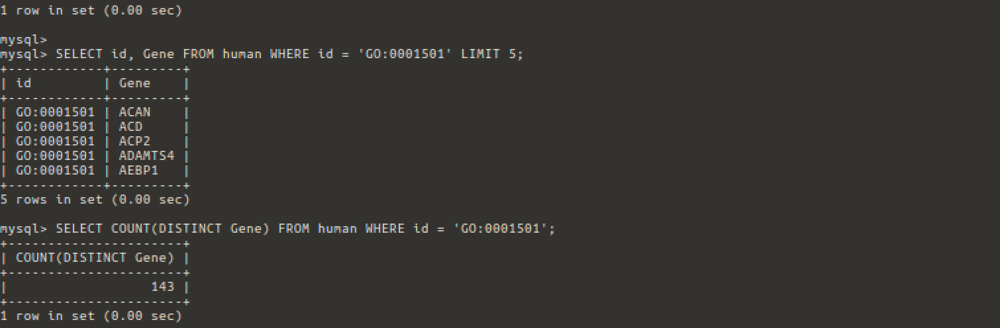 1 row in set (0.00 sec)
mysql>
mysql> SELECT id, Gene FROM human WHERE id = 'GO:0001501' LIMIT 5;
+------------+---------+
| id         | Gene    |
+------------+---------+
| GO:0001501 | ACAN    |
| GO:0001501 | ACD     |
| GO:0001501 | ACP2    |
| GO:0001501 | ADAMTS4 |
| GO:0001501 | AEBP1   |
+------------+---------+
5 rows in set (0.00 sec)
mysql> SELECT COUNT(DISTINCT Gene) FROM human WHERE id = 'GO:0001501';
+----------------------+
| COUNT(DISTINCT Gene) |
+----------------------+
|                  143 |
+----------------------+
1 row in set (0.00 sec)